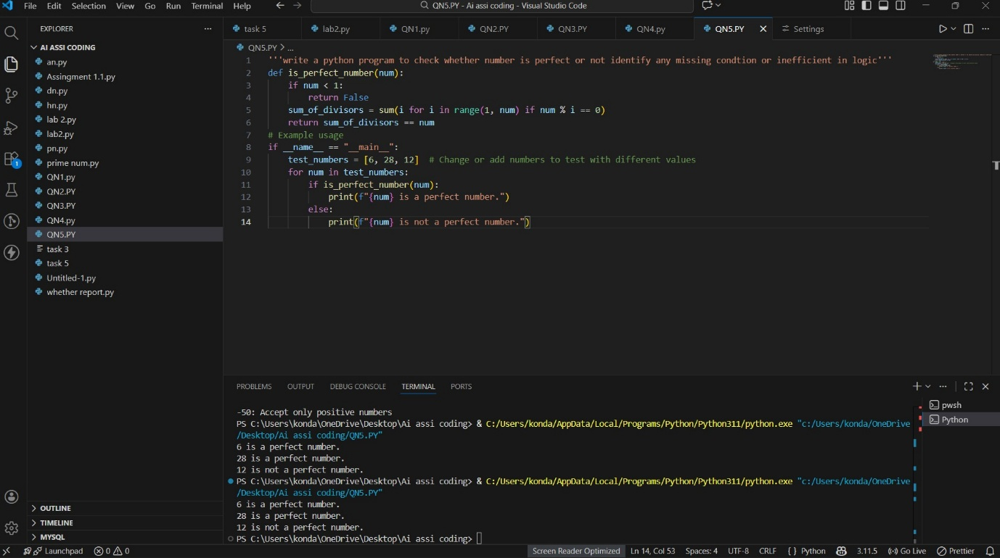 File Edit Selection View Go Run Terminal Help
QN5.PY - Ai assi coding - Visual Studio Code
EXPLORER
AI ASSI CODING
an.py
Assingment 1.1.py
dn.py
hn.py
lab 2.py
lab2.py
pn.py
prime num.py
QN1.py
QN2.PY
QN3.PY
QN4.py
QN5.PY
task 3
task 5
Untitled-1.py
whether report.py
OUTLINE
TIMELINE
MYSQL
1
task 5 lab2.py QN1.py QN2.PY QN3.PY QN4.py QN5.PY Settings
QN5.PY > ...
1 '''write a python program to check whether number is perfect or not identify any missing condtion or inefficient in logic'''
2 def is_perfect_number(num):
3 if num < 1:
4 return False
5 sum_of_divisors = sum(i for i in range(1, num) if num % i == 0)
6 return sum_of_divisors == num
7 # Example usage
8 if __name__ == "__main__":
9 test_numbers = [6, 28, 12] # Change or add numbers to test with different values
10 for num in test_numbers:
11 if is_perfect_number(num):
12 print(f"{num} is a perfect number.")
13 else:
14 print(f"{num} is not a perfect number.")
PROBLEMS OUTPUT DEBUG CONSOLE TERMINAL PORTS
-50: Accept only positive numbers
PS C:\Users\konda\OneDrive\Desktop\Ai assi coding> & C:/Users/konda/AppData/Local/Programs/Python/Python311/python.exe "c:/Users/konda/OneDrive
/Desktop/Ai assi coding/QN5.PY"
6 is a perfect number.
28 is a perfect number.
12 is not a perfect number.
PS C:\Users\konda\OneDrive\Desktop\Ai assi coding> & C:/Users/konda/AppData/Local/Programs/Python/Python311/python.exe "c:/Users/konda/OneDrive
/Desktop/Ai assi coding/QN5.PY"
6 is a perfect number.
28 is a perfect number.
12 is not a perfect number.
PS C:\Users\konda\OneDrive\Desktop\Ai assi coding>
pwsh
Python
Launchpad 0 0 Screen Reader Optimized Ln 14, Col 53 Spaces: 4 UTF-8 CRLF { } Python 3.11.5 Go Live Prettier